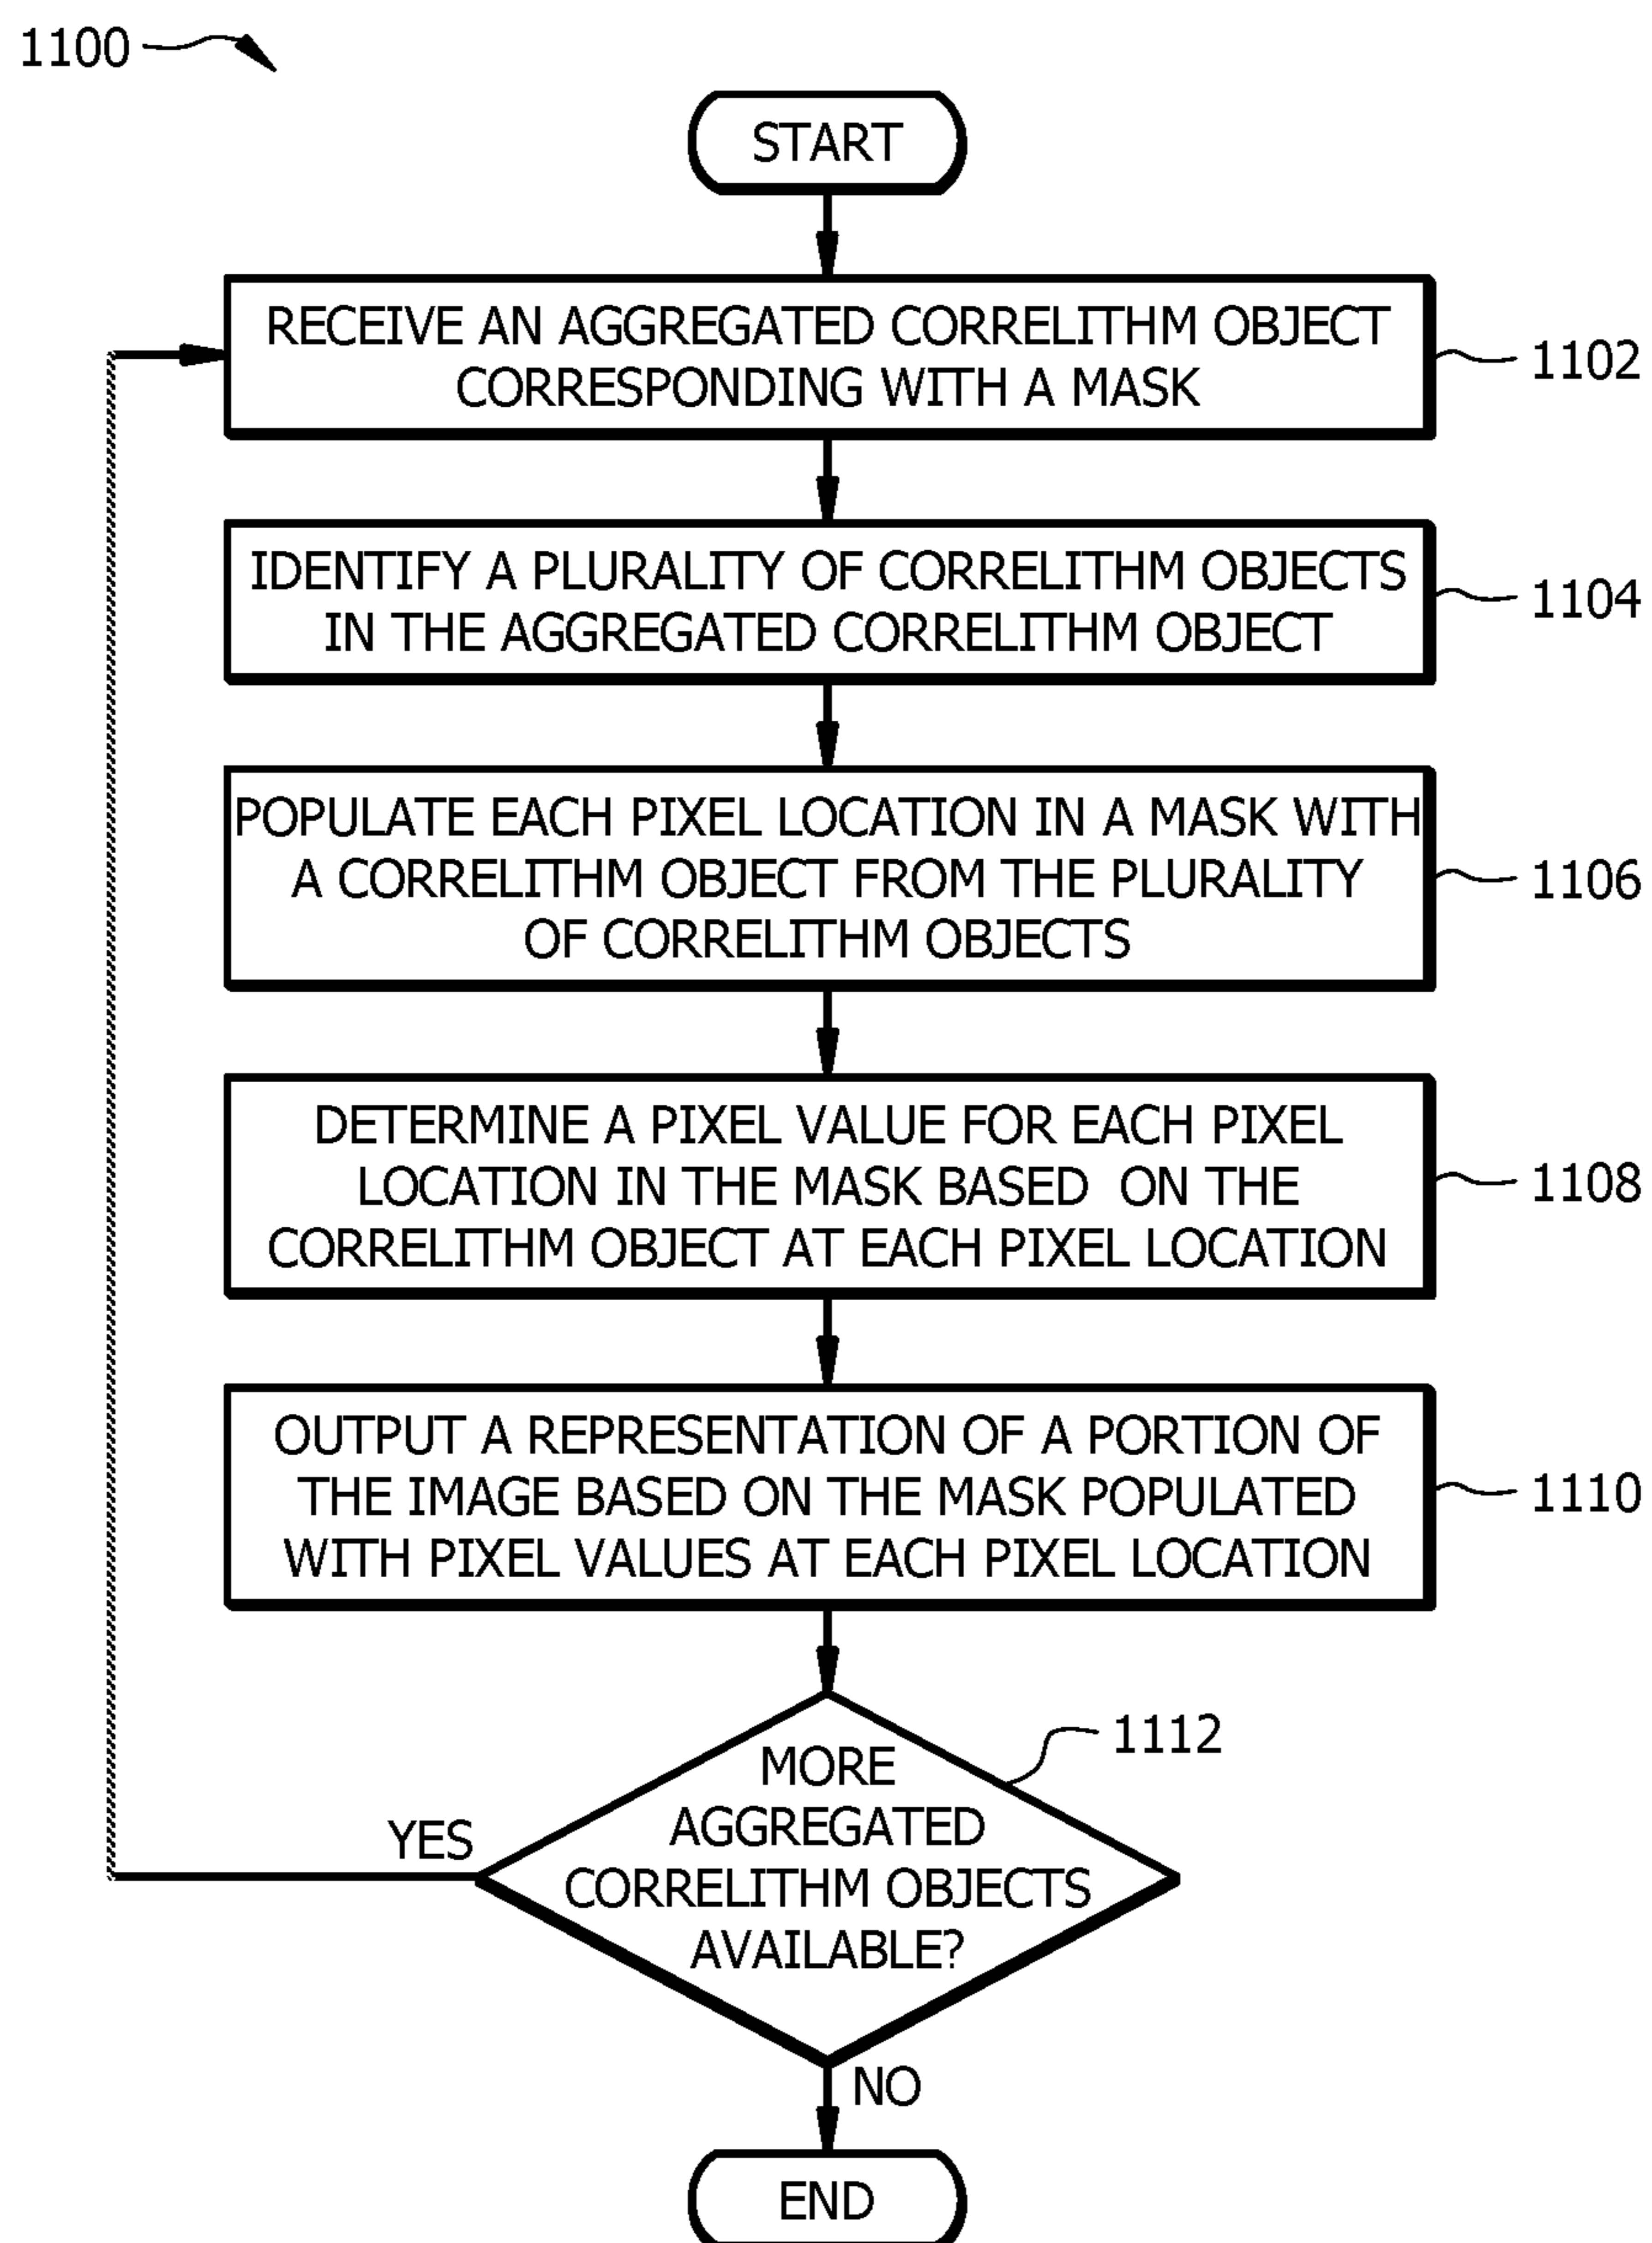 1100
START
RECEIVE AN AGGREGATED CORRELITHM OBJECT
CORRESPONDING WITH A MASK
1102
IDENTIFY A PLURALITY OF CORRELITHM OBJECTS
IN THE AGGREGATED CORRELITHM OBJECT
1104
POPULATE EACH PIXEL LOCATION IN A MASK WITH
A CORRELITHM OBJECT FROM THE PLURALITY
OF CORRELITHM OBJECTS
1106
DETERMINE A PIXEL VALUE FOR EACH PIXEL
LOCATION IN THE MASK BASED ON THE
CORRELITHM OBJECT AT EACH PIXEL LOCATION
1108
OUTPUT A REPRESENTATION OF A PORTION OF
THE IMAGE BASED ON THE MASK POPULATED
WITH PIXEL VALUES AT EACH PIXEL LOCATION
1110
1112
MORE
AGGREGATED
CORRELITHM OBJECTS
AVAILABLE?
YES
NO
END